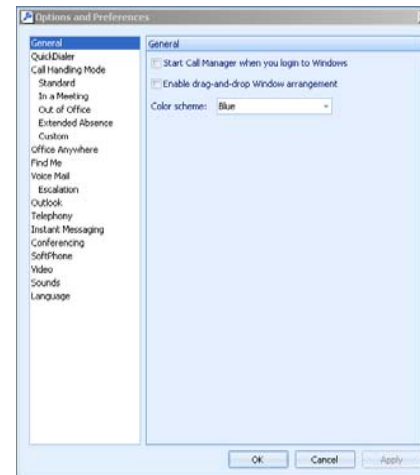 Options and Preferences
General
QuickDialer
Call Handling Mode
Standard
In a Meeting
Out of Office
Extended Absence
Custom
Office Anywhere
Find Me
Voice Mail
Escalation
Outlook
Telephony
Instant Messaging
Conferencing
SoftPhone
Video
Sounds
Language
General
Start Call Manager when you login to Windows
Enable drag-and-drop Window arrangement
Color scheme: Blue
OK Cancel Apply